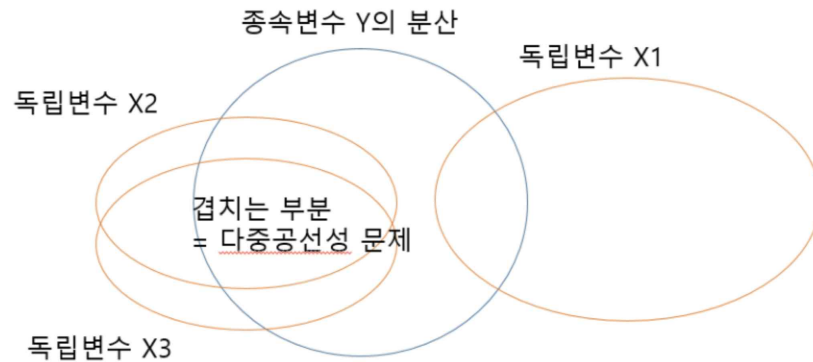 종속변수 Y의 분산
독립변수 X1
독립변수 X2
겹치는 부분
= 다중공선성 문제
독립변수 X3